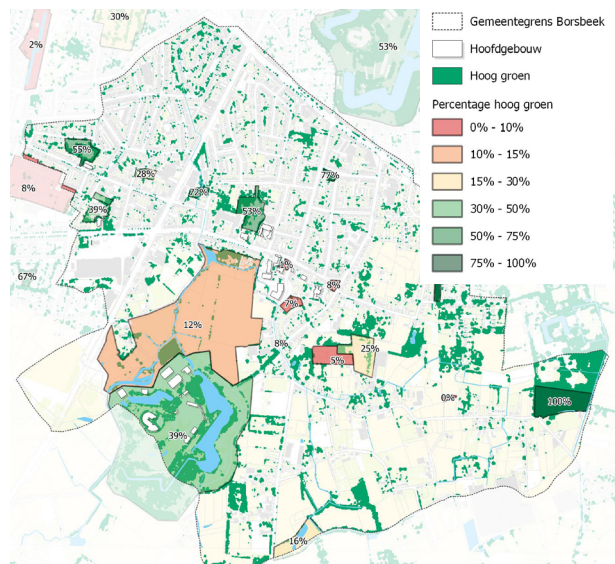 Gemeentegrens Borsbeek
Hoofdgebouw
Hoog groen
Percentage hoog groen
0% - 10%
10% - 15%
15% - 30%
30% - 50%
50% - 75%
75% - 100%
2%
30%
53%
55%
28%
77%
8%
39%
53%
67%
8%
7%
12%
8%
25%
5%
100%
39%
16%